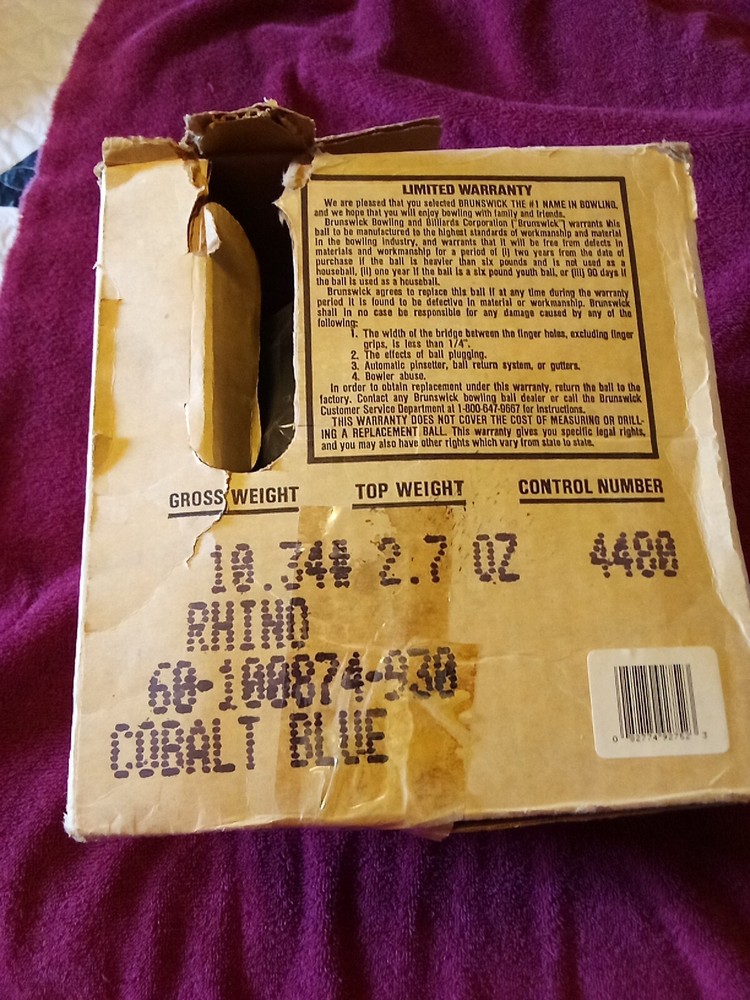 LIMITED WARRANTY
We are pleased that you selected BRUNSWICK THE #1 NAME IN BOWLING,
and we hope that you will enjoy bowling with family and friends.
Brunswick Bowling and Billiards Corporation ("Brunswick") warrants this
ball to be manufactured to the highest standards of workmanship and material
in the bowling industry, and warrants that it will be free from defects in
materials and workmanship for a period of (i) two years from the date of
purchase if the ball is heavier than six pounds and is not used as a
houseball, (ii) one year if the ball is a six pound youth ball, or (iii) 90 days if
the ball is used as a houseball.
Brunswick agrees to replace this ball if at any time during the warranty
period it is found to be defective in material or workmanship. Brunswick
shall in no case be responsible for any damage caused by any of the
following:
1. The width of the bridge between the finger holes, excluding finger
grips, is less than 1/4".
2. The effects of ball plugging.
3. Automatic pinsetter, ball return system, or gutters.
4. Bowler abuse.
In order to obtain replacement under this warranty, return the ball to the
factory. Contact any Brunswick bowling ball dealer or call the Brunswick
Customer Service Department at 1-800-647-9667 for instructions.
THIS WARRANTY DOES NOT COVER THE COST OF MEASURING OR DRILL-
ING A REPLACEMENT BALL. This warranty gives you specific legal rights,
and you may also have other rights which vary from state to state.
GROSS WEIGHT TOP WEIGHT CONTROL NUMBER
2.7 OZ 4480
RHINO
60-100874-930
COBALT BLUE